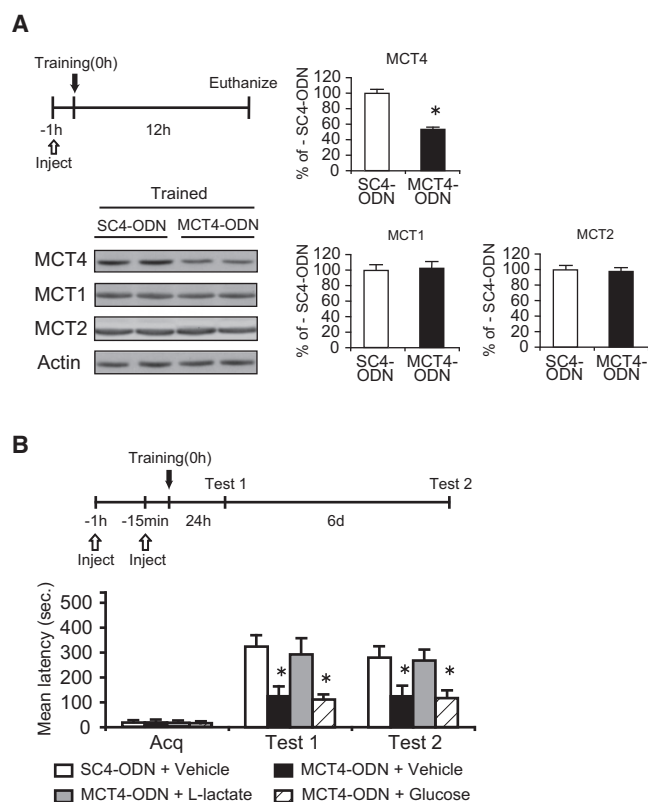 A
Training(0h)
Euthanize
-1h
12h
Inject
Trained
SC4-ODN MCT4-ODN
MCT4
MCT1
MCT2
Actin
MCT4
% of - SC4-ODN
120
100
80
60
40
20
0
*
SC4-
ODN
MCT4-
ODN
MCT1
% of - SC4-ODN
120
100
80
60
40
20
0
SC4-
ODN
MCT4-
ODN
MCT2
% of - SC4-ODN
120
100
80
60
40
20
0
SC4-
ODN
MCT4-
ODN
B
Training(0h)
Test 1
Test 2
-1h
-15min
24h
6d
Inject
Inject
Mean latency (sec.)
500
400
300
200
100
0
* * * *
Acq Test 1 Test 2
SC4-ODN + Vehicle MCT4-ODN + Vehicle
MCT4-ODN + L-lactate MCT4-ODN + Glucose